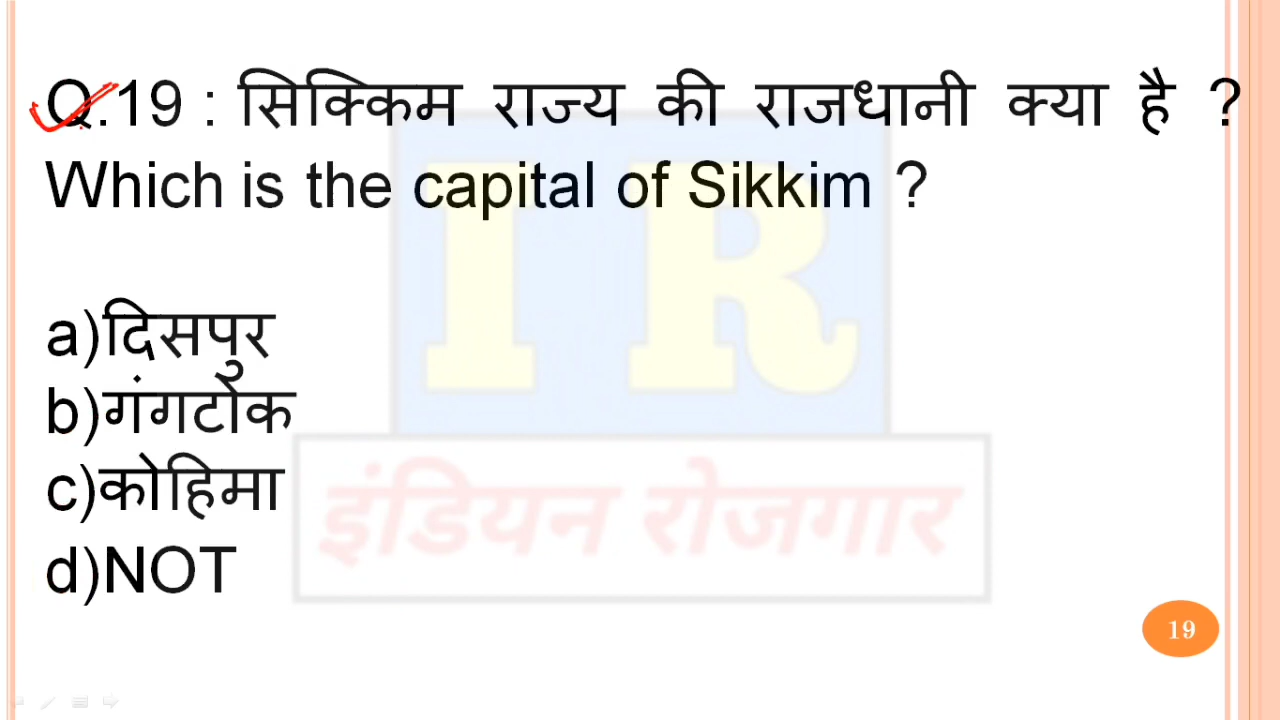 Q.19 : सिक्किम राज्य की राजधानी क्या है ?
Which is the capital of Sikkim ?
a)दिसपुर
b)गंगटोक
c)कोहिमा
d)NOT
I R
इंडियन रोजगार
19